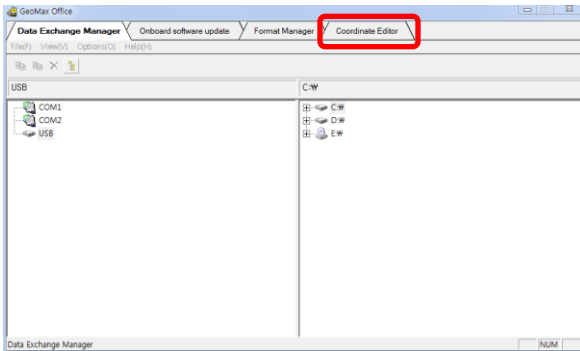 GeoMax Office
Data Exchange Manager Onboard software update Format Manager Coordinate Editor
File(F) View(V) Options(O) Help(H)
USB C:₩
COM1
COM2
USB
C:₩
D:₩
E:₩
Data Exchange Manager NUM